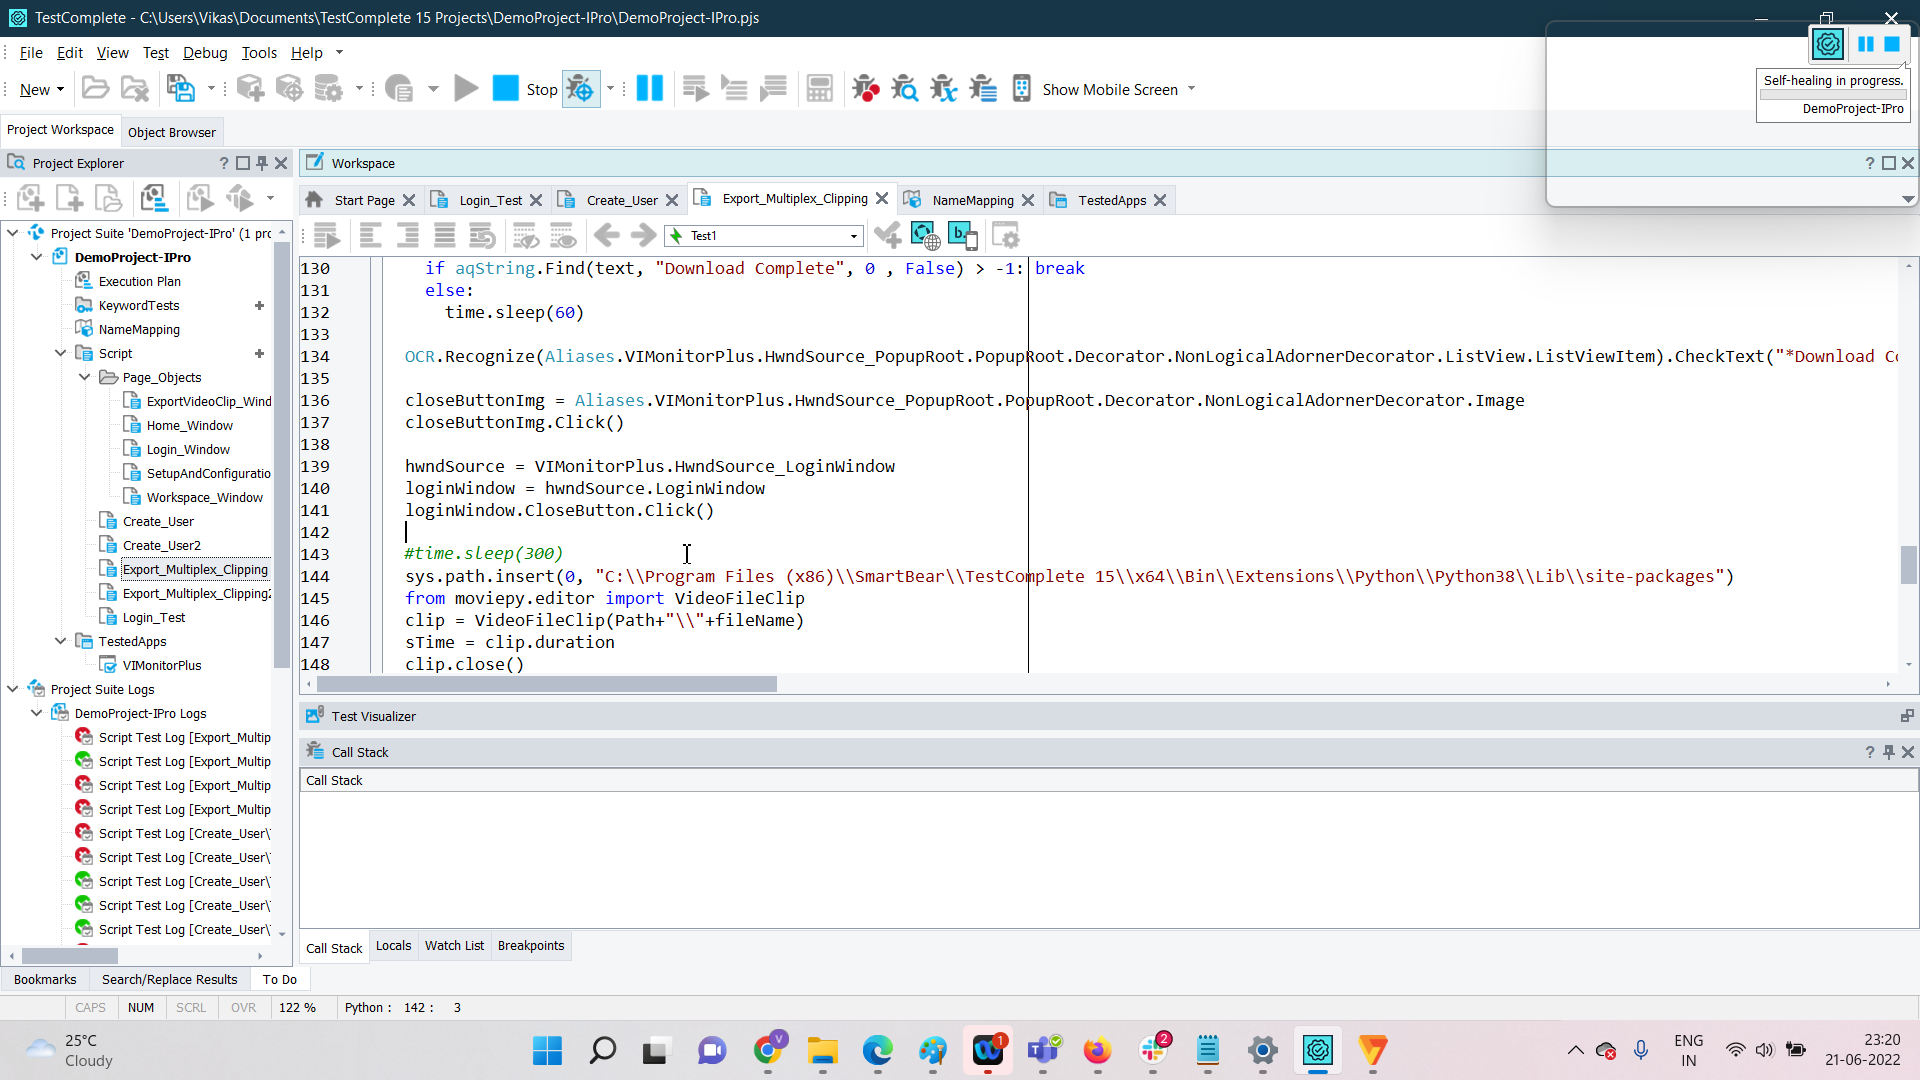 TestComplete - C:\Users\Vikas\Documents\TestComplete 15 Projects\DemoProject-IPro\DemoProject-IPro.pjs
File Edit View Test Debug Tools Help
New Stop Show Mobile Screen
Self-healing in progress.
DemoProject-IPro
Project Workspace Object Browser
Project Explorer
Workspace
Start Page Login_Test Create_User Export_Multiplex_Clipping NameMapping TestedApps
Test1
Project Suite 'DemoProject-IPro' (1 pro
DemoProject-IPro
Execution Plan
KeywordTests
NameMapping
Script
Page_Objects
ExportVideoClip_Wind
Home_Window
Login_Window
SetupAndConfiguratio
Workspace_Window
Create_User
Create_User2
Export_Multiplex_Clipping
Export_Multiplex_Clipping2
Login_Test
TestedApps
VIMonitorPlus
Project Suite Logs
DemoProject-IPro Logs
Script Test Log [Export_Multip
Script Test Log [Export_Multip
Script Test Log [Export_Multip
Script Test Log [Export_Multip
Script Test Log [Create_User\
Script Test Log [Create_User\
Script Test Log [Create_User\
Script Test Log [Create_User\
Script Test Log [Create_User\
130 if aqString.Find(text, "Download Complete", 0 , False) > -1: break
131 else:
132 time.sleep(60)
133
134 OCR.Recognize(Aliases.VIMonitorPlus.HwndSource_PopupRoot.PopupRoot.Decorator.NonLogicalAdornerDecorator.ListView.ListViewItem).CheckText("*Download Co
135
136 closeButtonImg = Aliases.VIMonitorPlus.HwndSource_PopupRoot.PopupRoot.Decorator.NonLogicalAdornerDecorator.Image
137 closeButtonImg.Click()
138
139 hwndSource = VIMonitorPlus.HwndSource_LoginWindow
140 loginWindow = hwndSource.LoginWindow
141 loginWindow.CloseButton.Click()
142
143 #time.sleep(300)
144 sys.path.insert(0, "C:\\Program Files (x86)\\SmartBear\\TestComplete 15\\x64\\Bin\\Extensions\\Python\\Python38\\Lib\\site-packages")
145 from moviepy.editor import VideoFileClip
146 clip = VideoFileClip(Path+"\\"+fileName)
147 sTime = clip.duration
148 clip.close()
Test Visualizer
Call Stack
Call Stack
Call Stack Locals Watch List Breakpoints
Bookmarks Search/Replace Results To Do
CAPS NUM SCRL OVR 122 % Python : 142 : 3
25°C
Cloudy
V
1
2
ENG
IN
23:20
21-06-2022